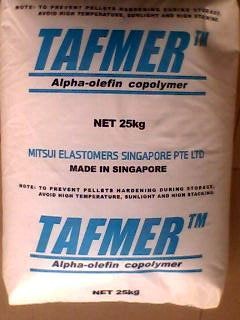 NOTE: TO PREVENT PELLETS HARDENING DURING STORAGE,
AVOID HIGH TEMPERATURE, SUNLIGHT AND HIGH STACKING.
TAFMER™
Alpha-olefin copolymer
NET 25kg
MITSUI ELASTOMERS SINGAPORE PTE LTD
MADE IN SINGAPORE
NOTE: TO PREVENT PELLETS HARDENING DURING STORAGE,
AVOID HIGH TEMPERATURE, SUNLIGHT AND HIGH STACKING.
TAFMER™
Alpha-olefin copolymer
NET 25kg